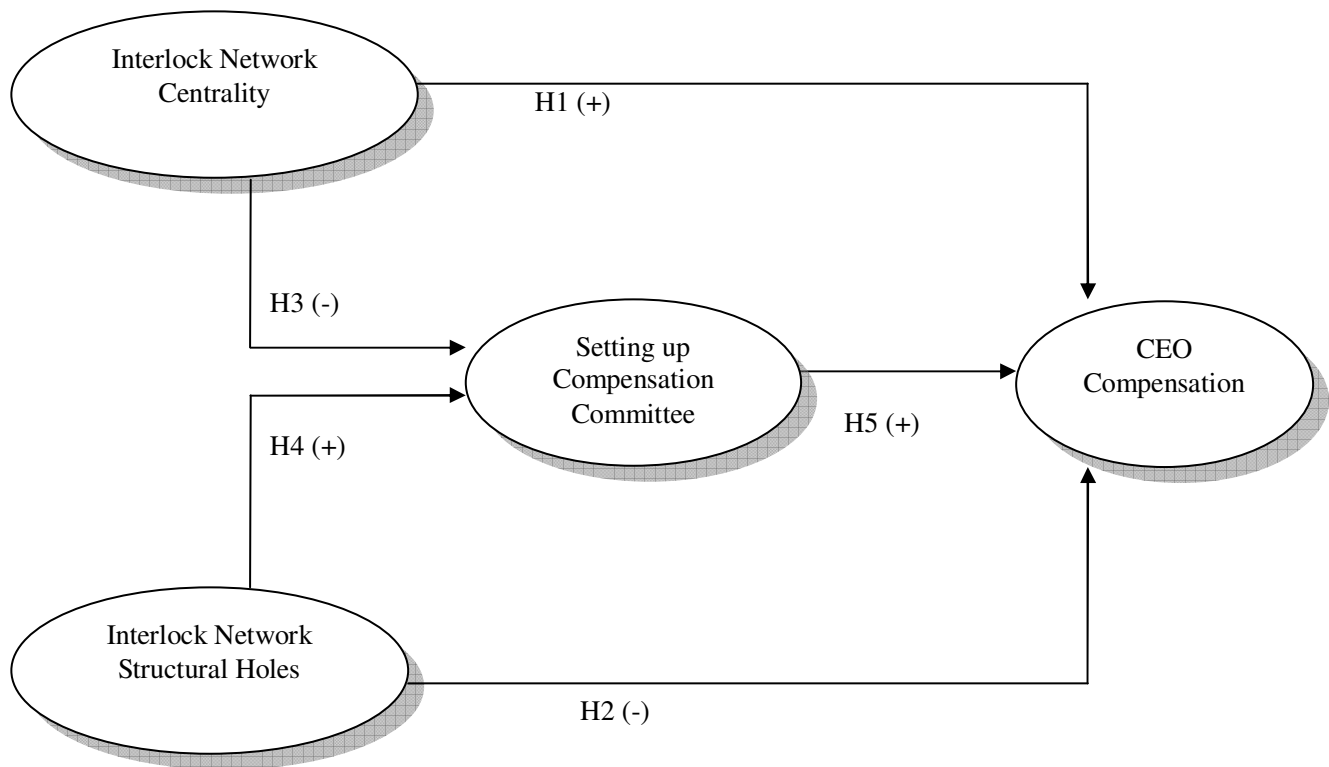 Interlock Network
Centrality
H1 (+)
H3 (-)
Setting up
Compensation
Committee
CEO
Compensation
H4 (+)
H5 (+)
Interlock Network
Structural Holes
H2 (-)